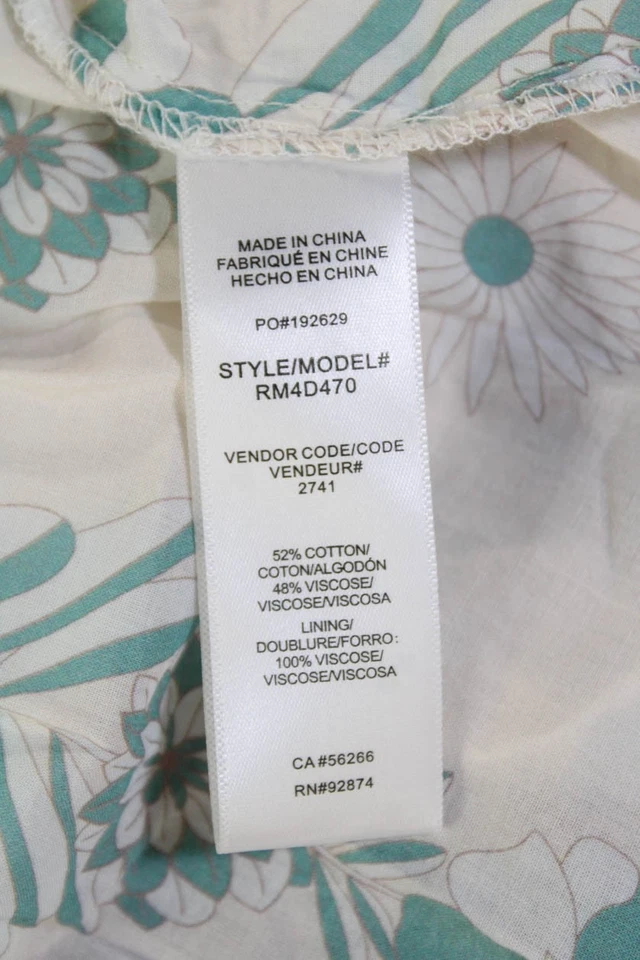 MADE IN CHINA
FABRIQUÉ EN CHINE
HECHO EN CHINA
PO#192629
STYLE/MODEL#
RM4D470
VENDOR CODE/CODE
VENDEUR#
2741
52% COTTON/
COTON/ALGODÓN
48% VISCOSE/
VISCOSE/VISCOSA
LINING/
DOUBLURE/FORRO:
100% VISCOSE/
VISCOSE/VISCOSA
CA#56266
RN#92874